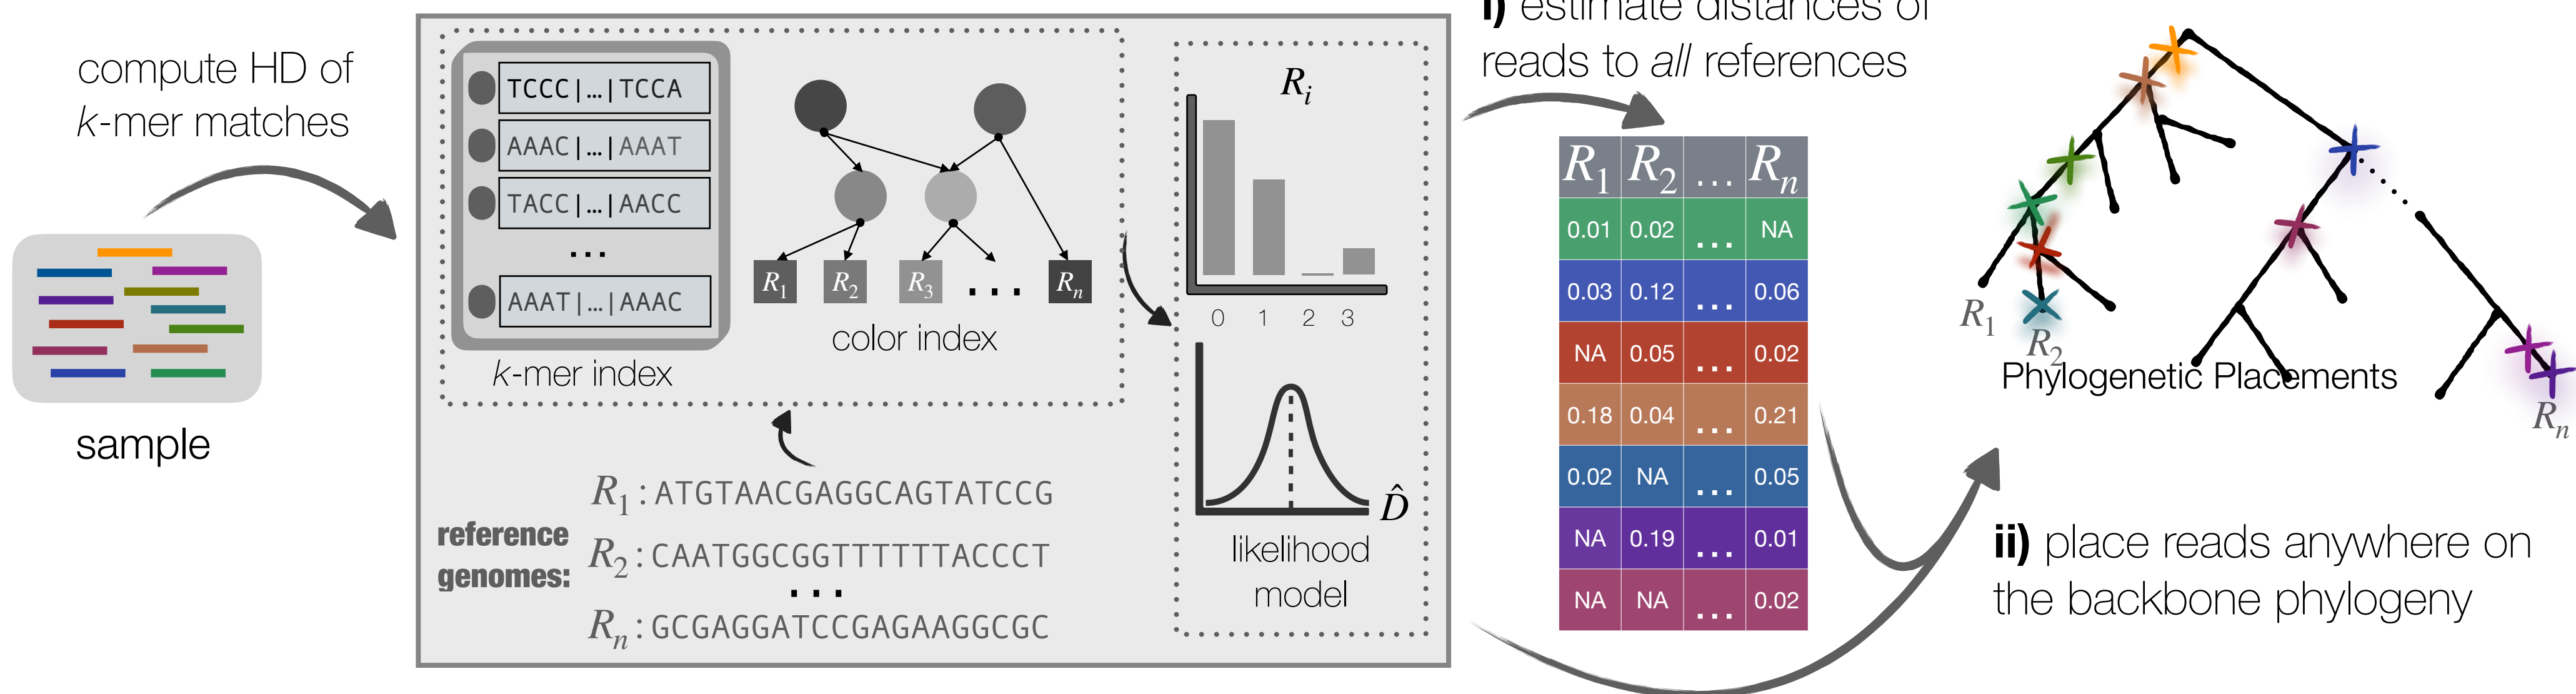 compute HD of
k-mer matches
sample
TCCC|...|TCCA
AAAC|...|AAAT
TACC|...|AACC
...
AAAT|...|AAAC
k-mer index
R1 R2 R3 ... Rn
color index
reference
genomes:
R1 : ATGTAACGAGGCAGTATCCG
R2 : CAATGGCGGTTTTTTACCCT
...
Rn : GCGAGGATCCGAGAAGGCGC
Ri
0 1 2 3
D̂
likelihood
model
i) estimate distances of
reads to all references
R1 R2 ... Rn
0.01 0.02 ... NA
0.03 0.12 ... 0.06
NA 0.05 ... 0.02
0.18 0.04 ... 0.21
0.02 NA ... 0.05
NA 0.19 ... 0.01
NA NA ... 0.02
R1
R2
Phylogenetic Placements
Rn
ii) place reads anywhere on
the backbone phylogeny